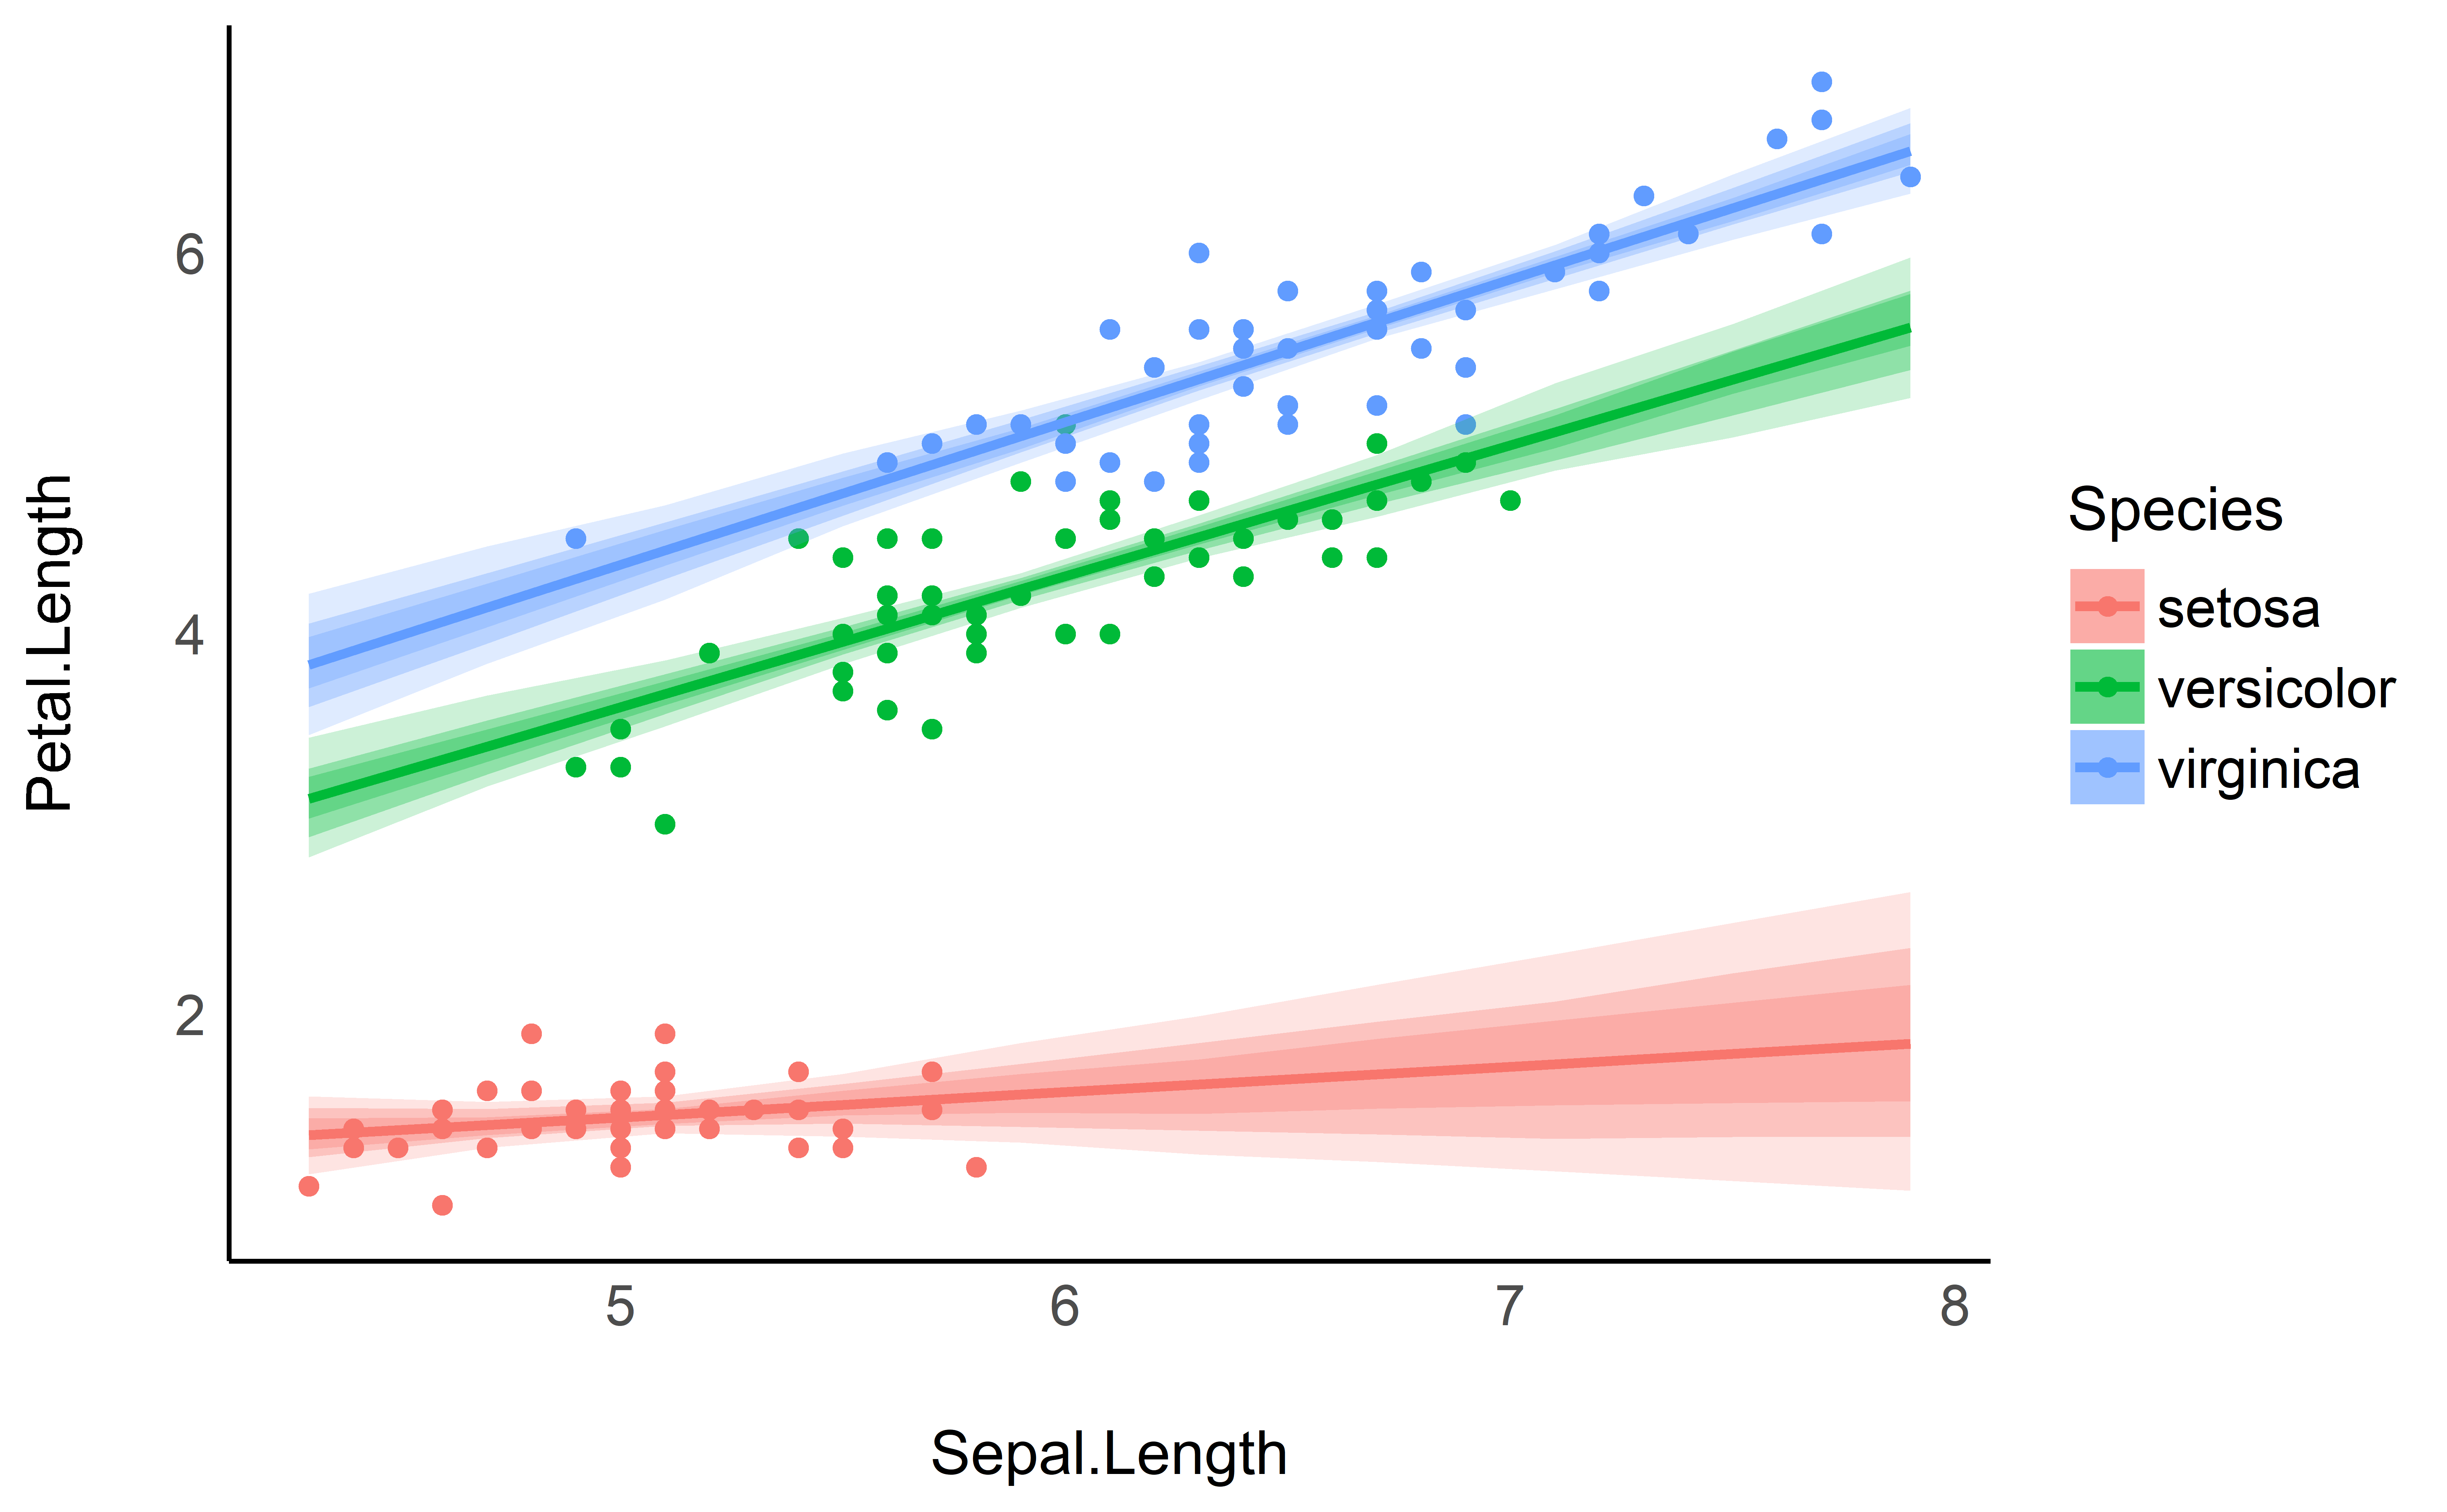 Petal.Length
6
4
2
5 6 7 8
Sepal.Length
Species
setosa
versicolor
virginica